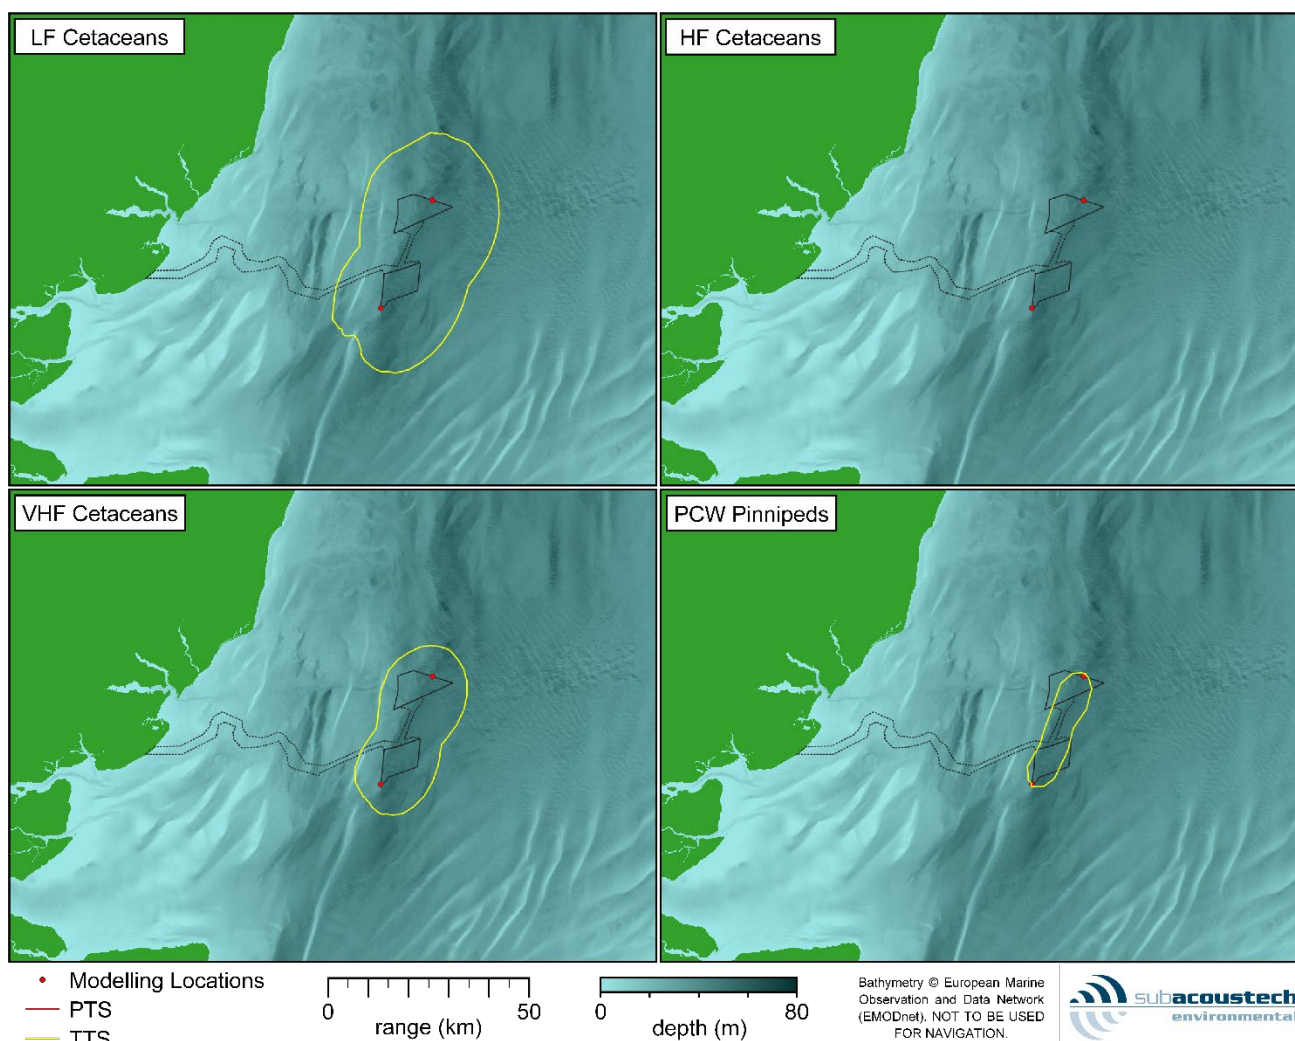 LF Cetaceans
HF Cetaceans
VHF Cetaceans
PCW Pinnipeds
Modelling Locations
PTS
TTS
0 50
range (km)
0 80
depth (m)
Bathymetry © European Marine
Observation and Data Network
(EMODnet). NOT TO BE USED
FOR NAVIGATION.
subacoustech
environmental